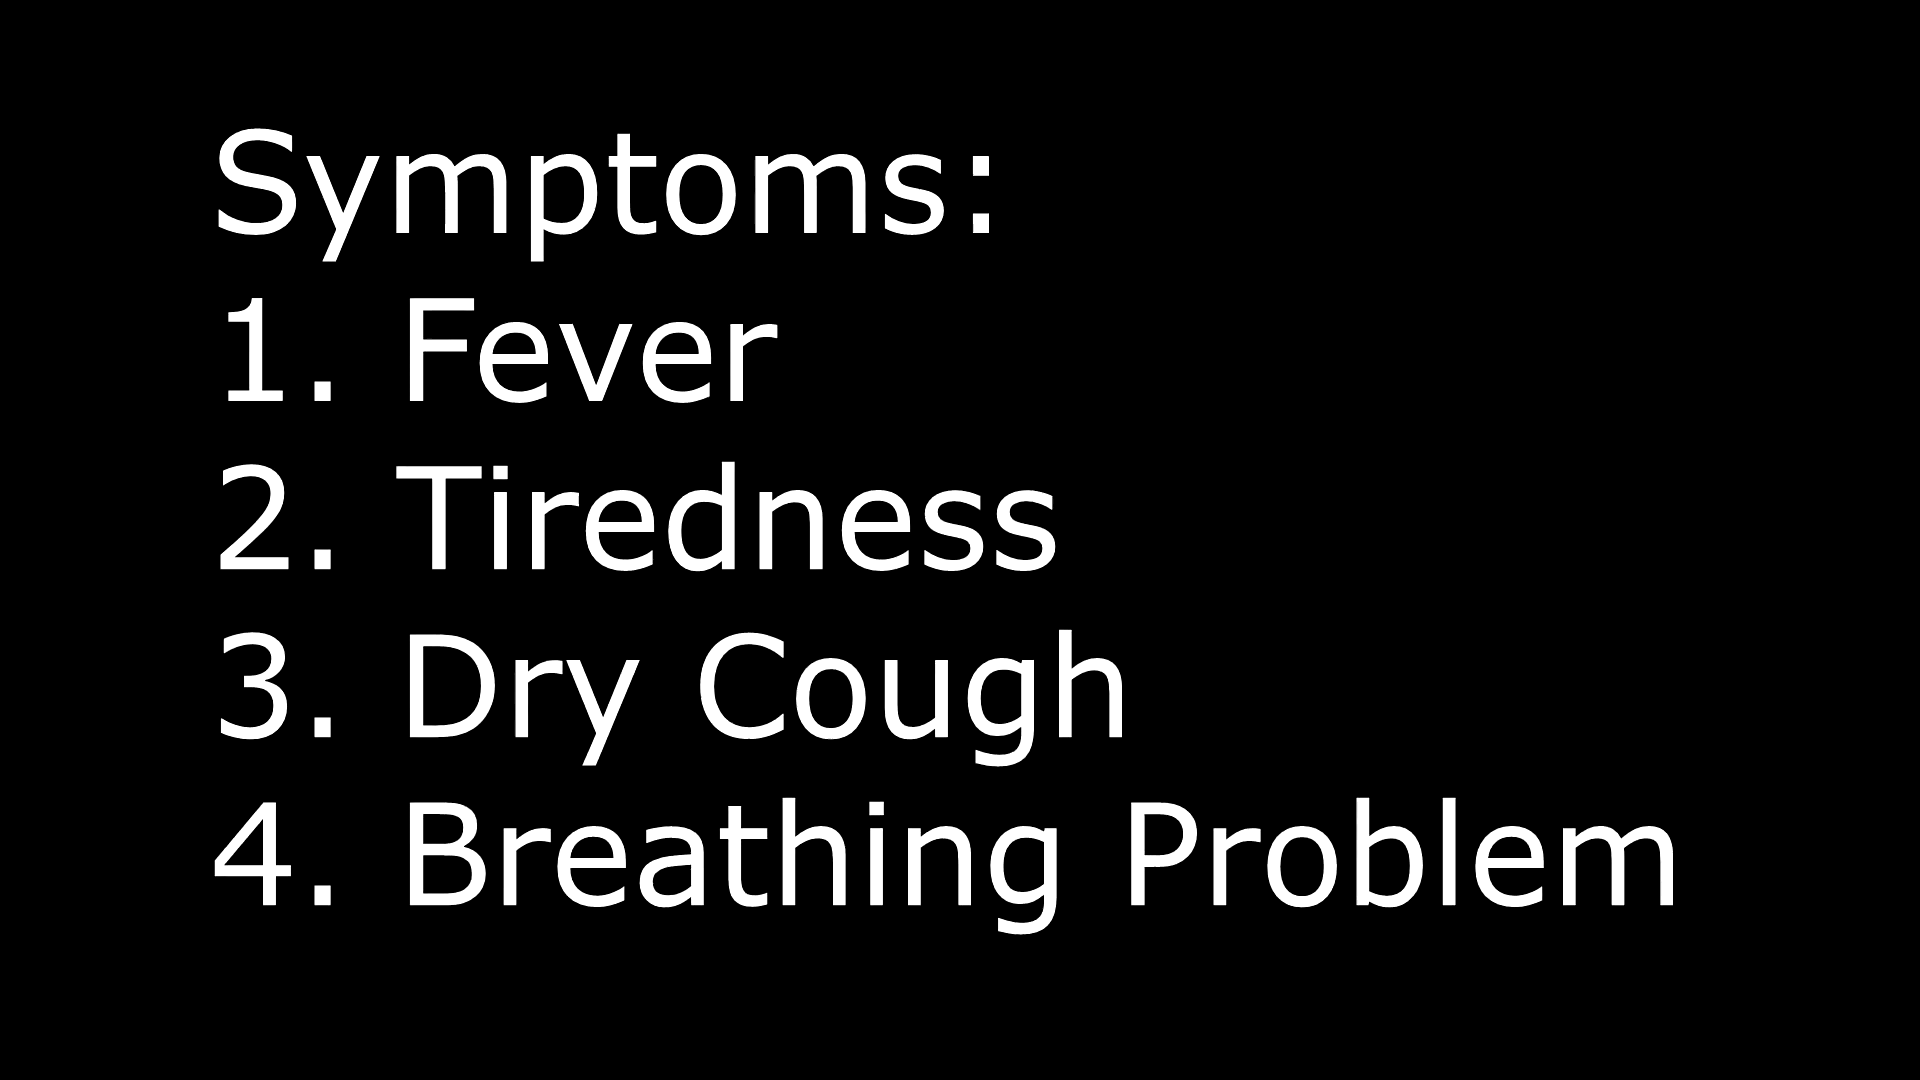 Symptoms:
1. Fever
2. Tiredness
3. Dry Cough
4. Breathing Problem